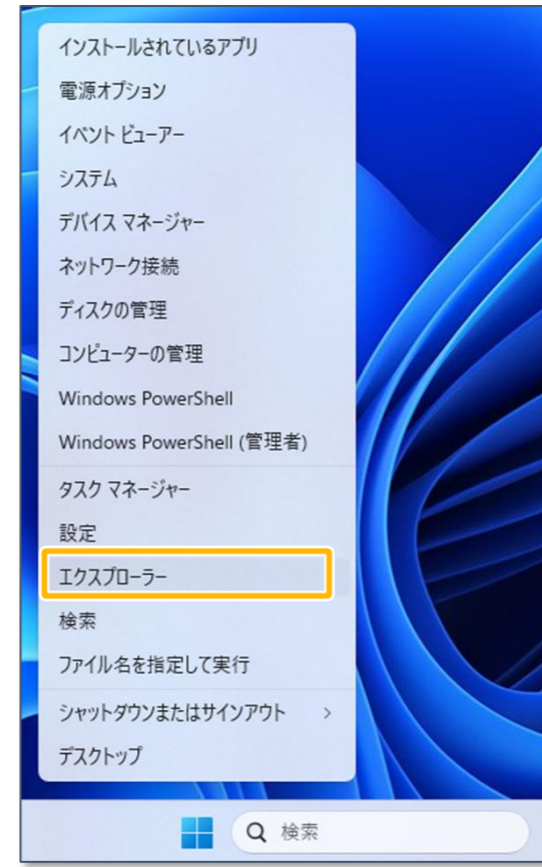 インストールされているアプリ
電源オプション
イベント ビューアー
システム
デバイス マネージャー
ネットワーク接続
ディスクの管理
コンピューターの管理
Windows PowerShell
Windows PowerShell (管理者)
タスク マネージャー
設定
エクスプローラー
検索
ファイル名を指定して実行
シャットダウンまたはサインアウト
デスクトップ
検索